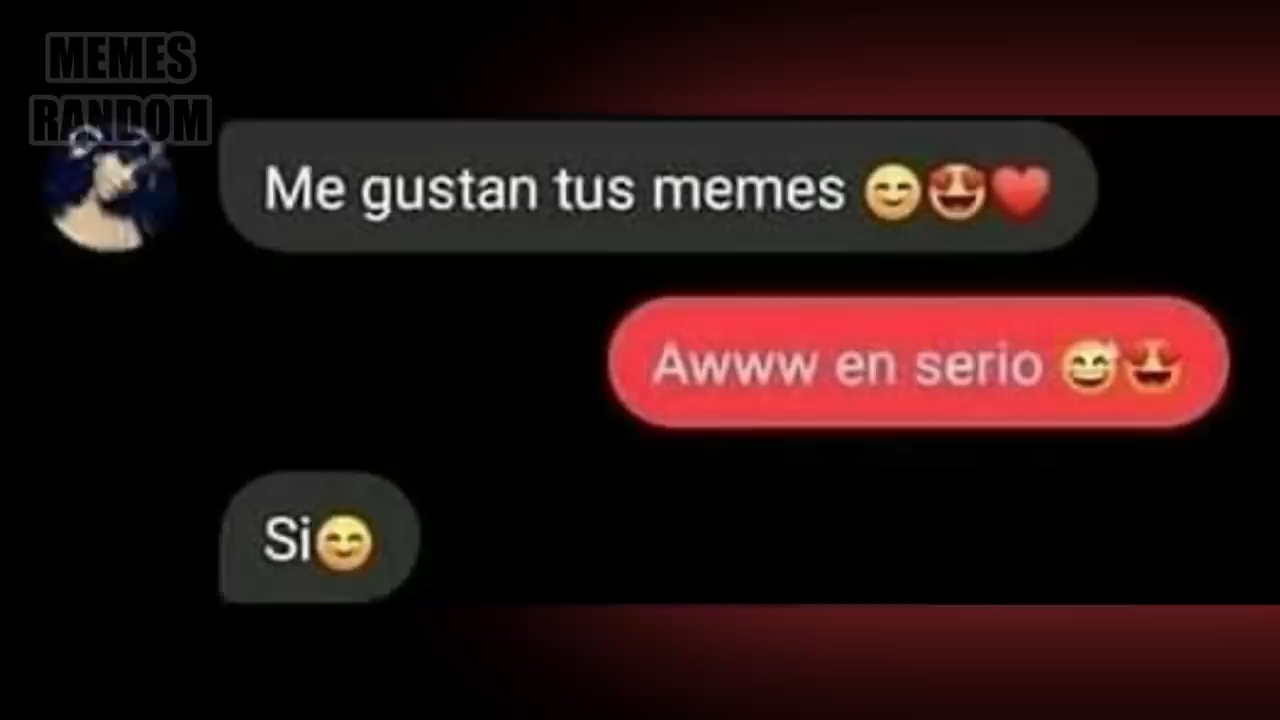 MEMES
RANDOM
Me gustan tus memes 😊🤩❤️
Awww en serio 😅🤩
Si😊